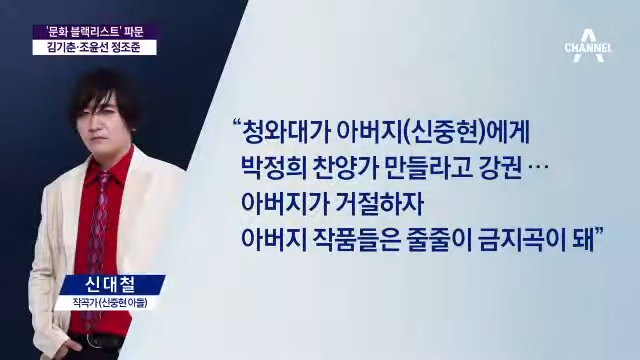 '문화 블랙리스트' 파문
김기춘·조윤선 정조준
CHANNEL A
“청와대가 아버지(신중현)에게
박정희 찬양가 만들라고 강권…
아버지가 거절하자
아버지 작품들은 줄줄이 금지곡이 돼”
신대철
작곡가(신중현 아들)